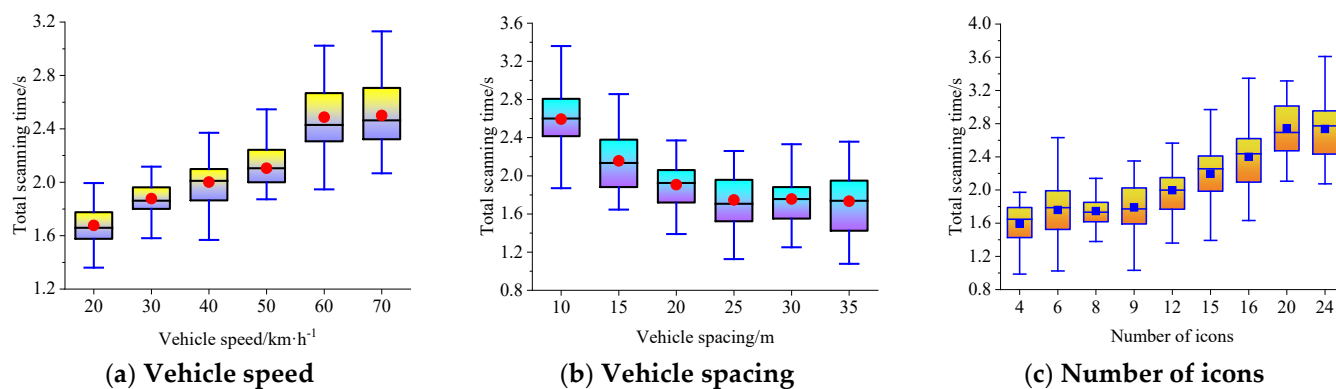 3.2
2.8
2.4
2.0
1.6
1.2
Total scanning time/s
20 30 40 50 60 70
Vehicle speed/km·h⁻¹
(a) Vehicle speed
3.6
3.2
2.8
2.4
2.0
1.6
1.2
0.8
Total scanning time/s
10 15 20 25 30 35
Vehicle spacing/m
(b) Vehicle spacing
4.0
3.6
3.2
2.8
2.4
2.0
1.6
1.2
0.8
Total scanning time/s
4 6 8 9 12 15 16 20 24
Number of icons
(c) Number of icons